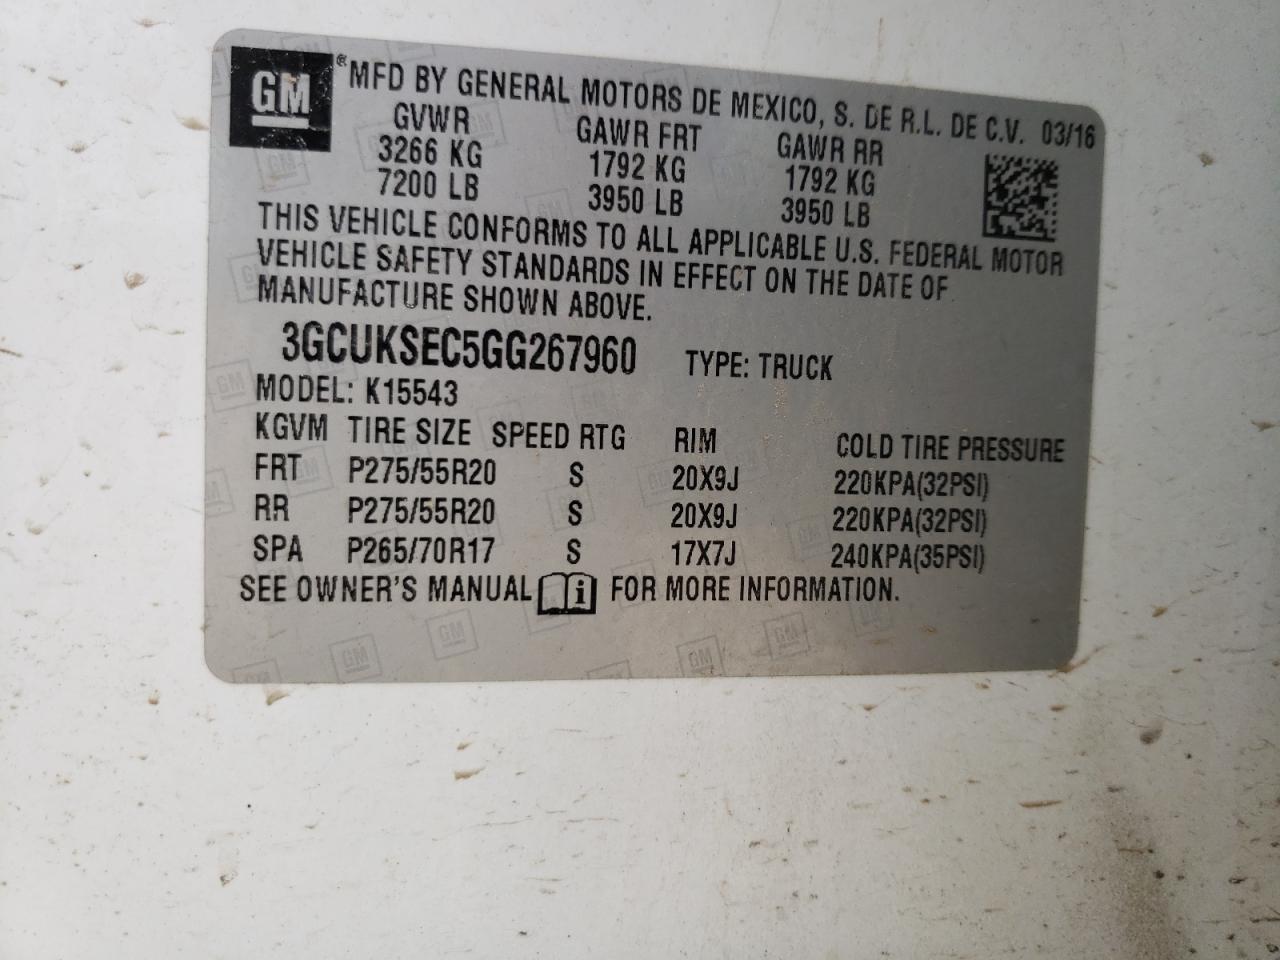 GM ® MFD BY GENERAL MOTORS DE MEXICO, S. DE R.L. DE C.V. 03/16
GVWR GAWR FRT GAWR RR
3266 KG 1792 KG 1792 KG
7200 LB 3950 LB 3950 LB
THIS VEHICLE CONFORMS TO ALL APPLICABLE U.S. FEDERAL MOTOR
VEHICLE SAFETY STANDARDS IN EFFECT ON THE DATE OF
MANUFACTURE SHOWN ABOVE.
3GCUKSEC5GG267960 TYPE: TRUCK
MODEL: K15543
KGVM TIRE SIZE SPEED RTG RIM COLD TIRE PRESSURE
FRT P275/55R20 S 20X9J 220KPA(32PSI)
RR P275/55R20 S 20X9J 220KPA(32PSI)
SPA P265/70R17 S 17X7J 240KPA(35PSI)
SEE OWNER'S MANUAL i FOR MORE INFORMATION.